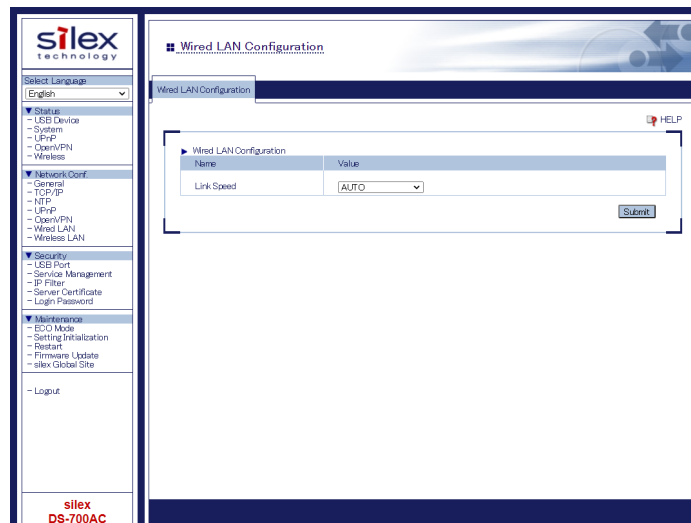 silex
technology
Select Language
English
▼ Status
- USB Device
- System
- UPnP
- OpenVPN
- Wireless
▼ Network Conf.
- General
- TCP/IP
- NTP
- UPnP
- OpenVPN
- Wired LAN
- Wireless LAN
▼ Security
- USB Port
- Service Management
- IP Filter
- Server Certificate
- Login Password
▼ Maintenance
- ECO Mode
- Setting Initialization
- Restart
- Firmware Update
- silex Global Site
- Logout
silex
DS-700AC
Wired LAN Configuration
Wired LAN Configuration
HELP
Wired LAN Configuration
Name Value
Link Speed AUTO
Submit